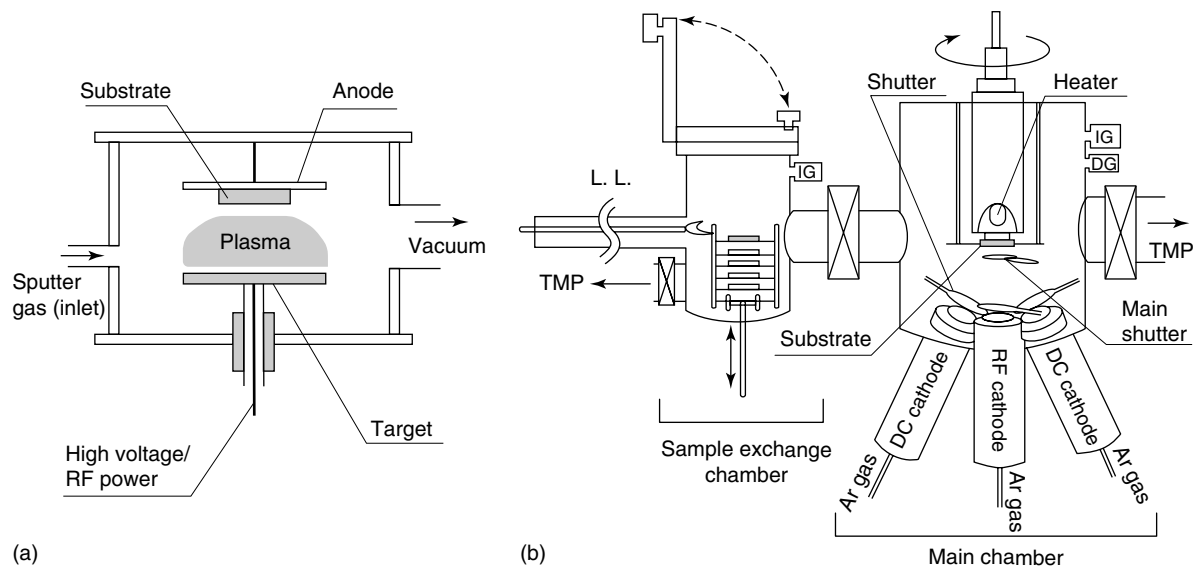 Substrate
Anode
Plasma
Vacuum
Sputter
gas (inlet)
Target
High voltage/
RF power
(a)
Shutter
Heater
IG
DG
IG
L. L.
TMP
TMP
Substrate
Main
shutter
DC cathode
RF
cathode
DC cathode
Sample exchange
chamber
Ar gas
Ar gas
Ar gas
Main chamber
(b)